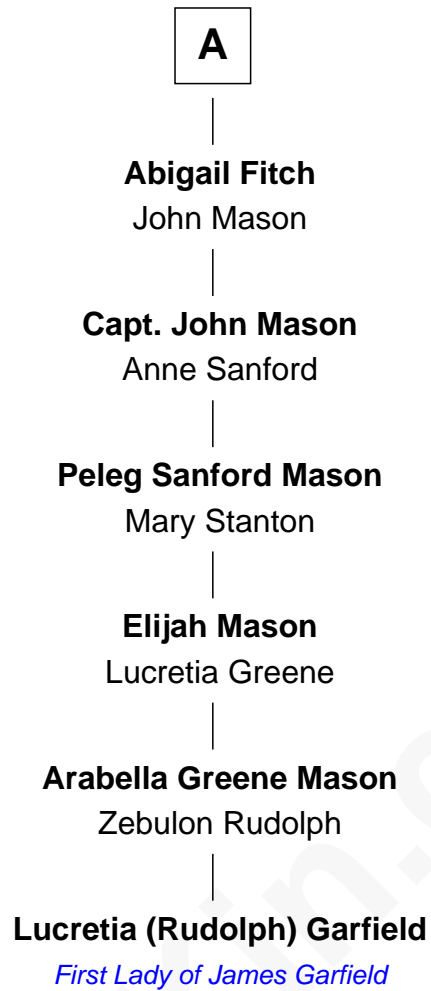 A
Abigail Fitch
John Mason
Capt. John Mason
Anne Sanford
Peleg Sanford Mason
Mary Stanton
Elijah Mason
Lucretia Greene
Arabella Greene Mason
Zebulon Rudolph
Lucretia (Rudolph) Garfield
First Lady of James Garfield